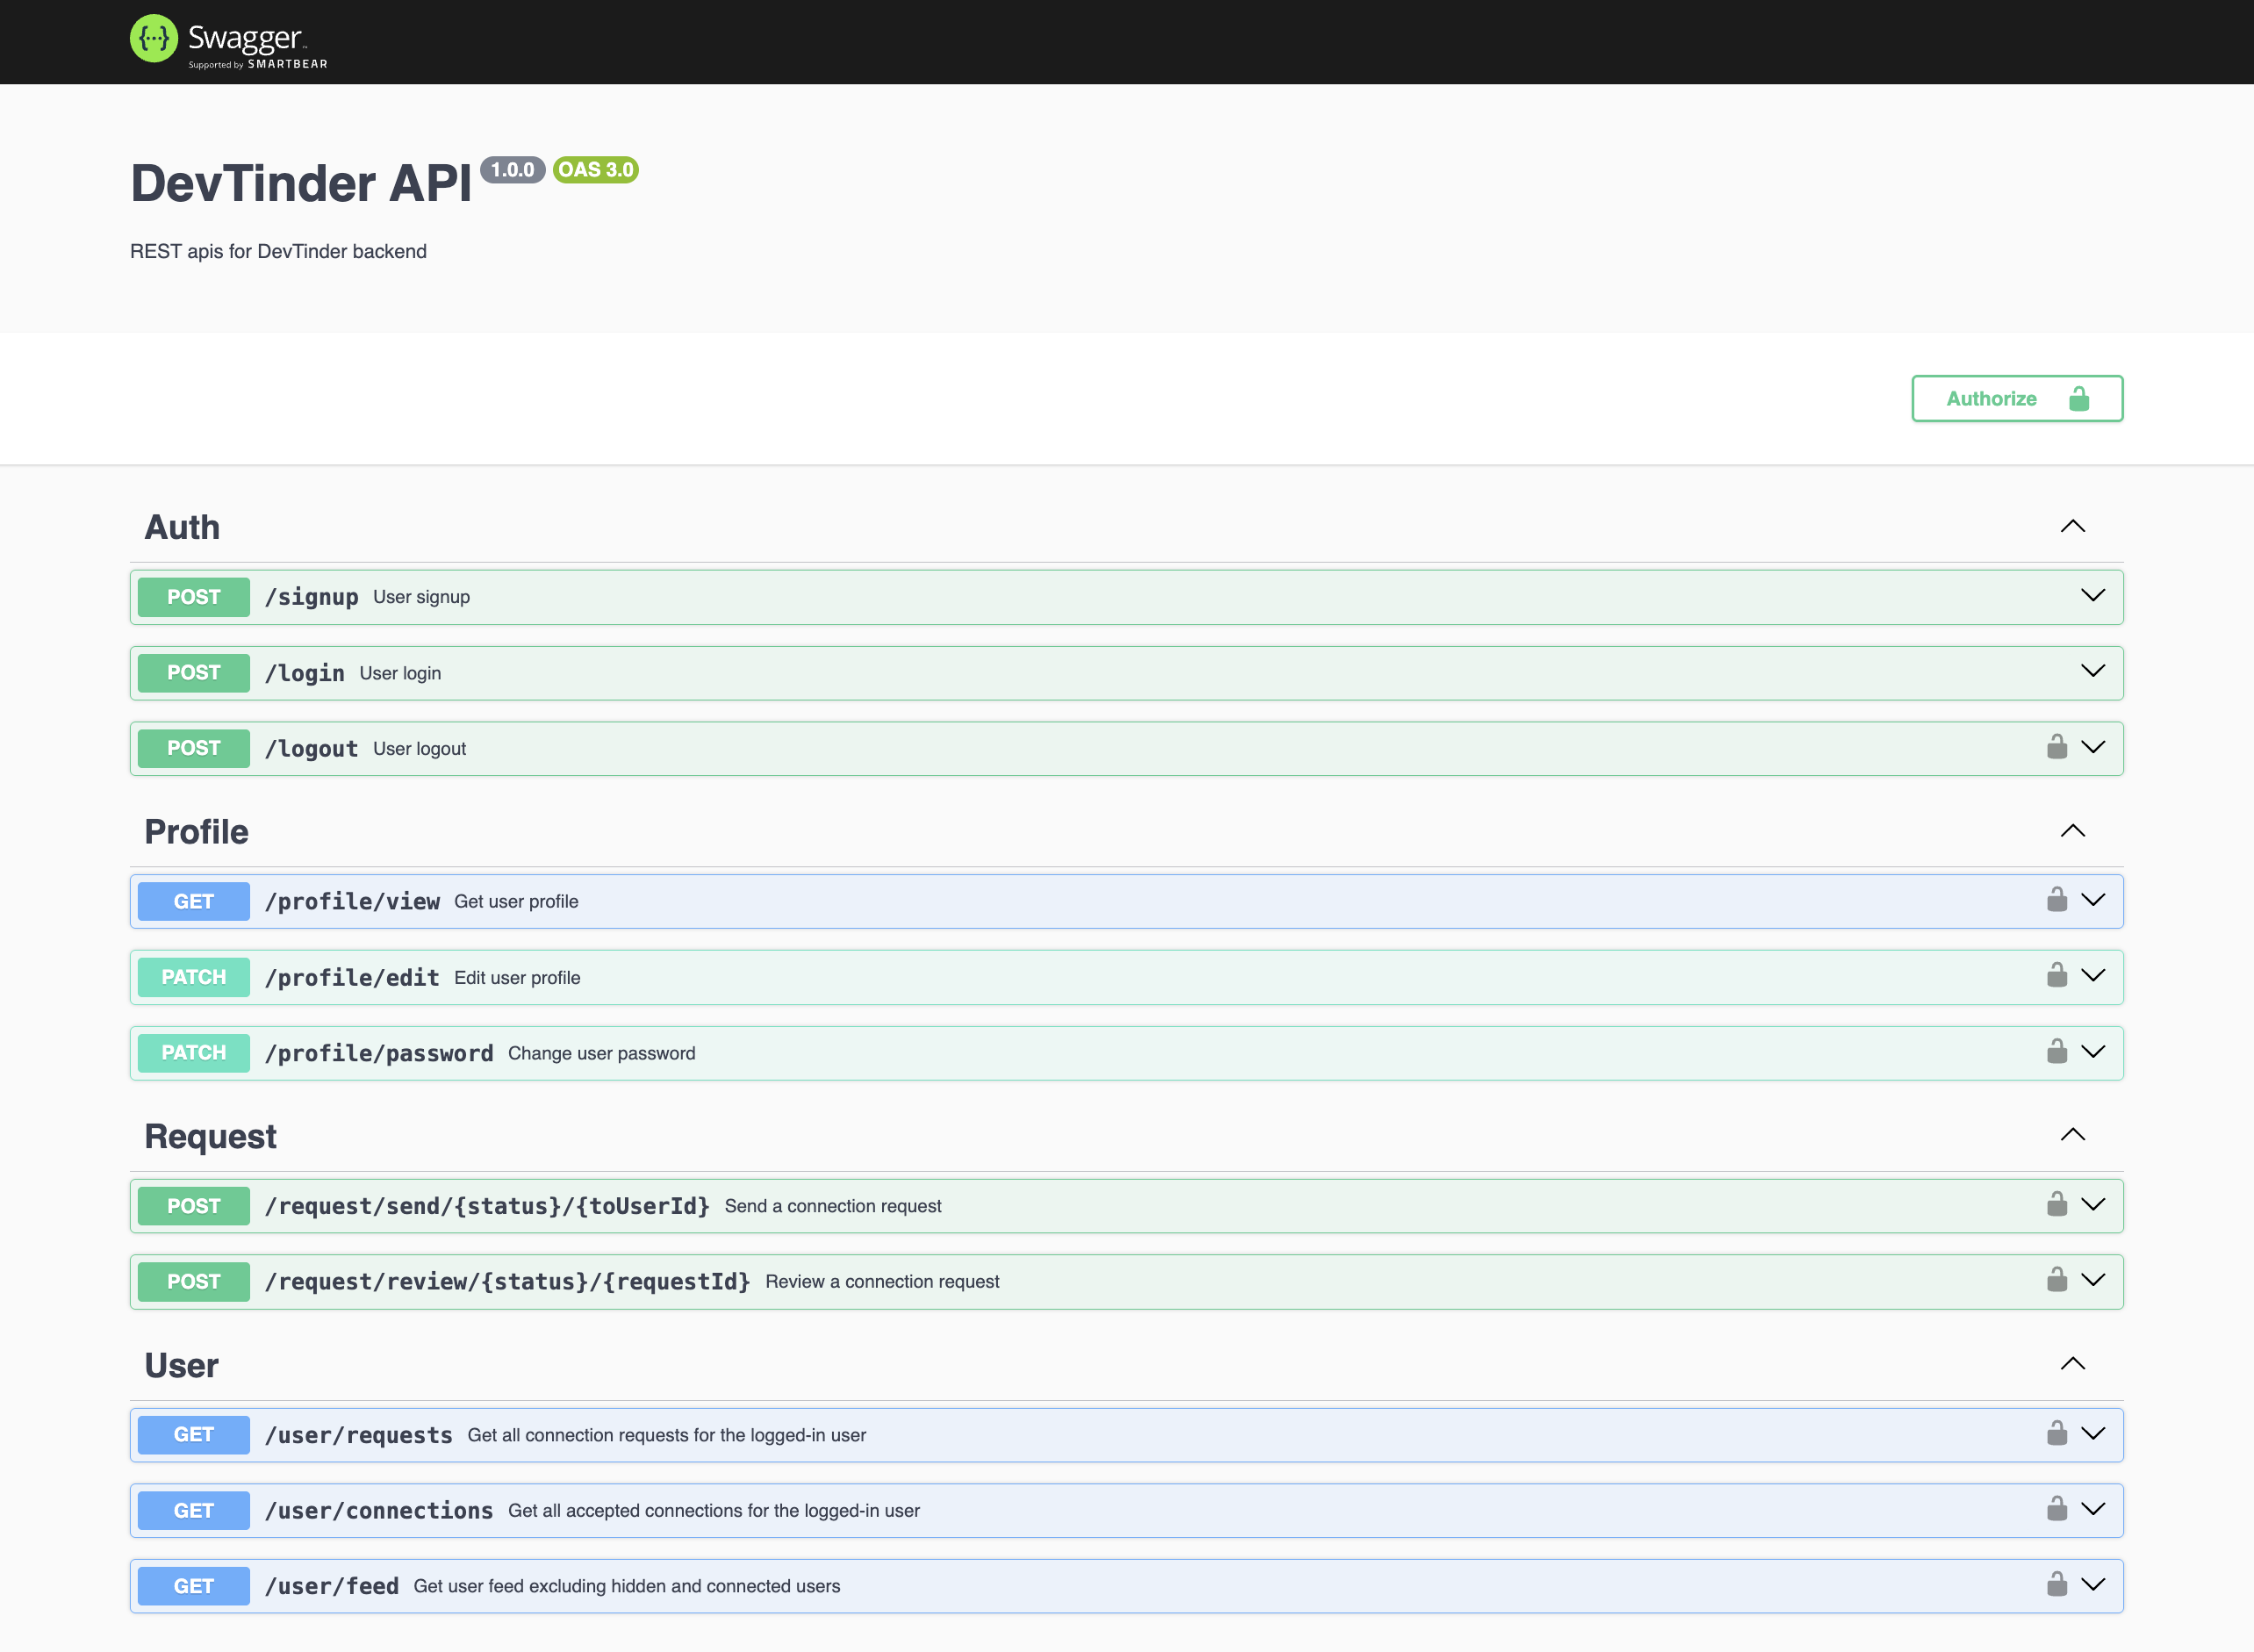 {...} Swagger
Supported by SMARTBEAR
DevTinder API 1.0.0 OAS 3.0
REST apis for DevTinder backend
Authorize
Auth
POST /signup User signup
POST /login User login
POST /logout User logout
Profile
GET /profile/view Get user profile
PATCH /profile/edit Edit user profile
PATCH /profile/password Change user password
Request
POST /request/send/{status}/{toUserId} Send a connection request
POST /request/review/{status}/{requestId} Review a connection request
User
GET /user/requests Get all connection requests for the logged-in user
GET /user/connections Get all accepted connections for the logged-in user
GET /user/feed Get user feed excluding hidden and connected users